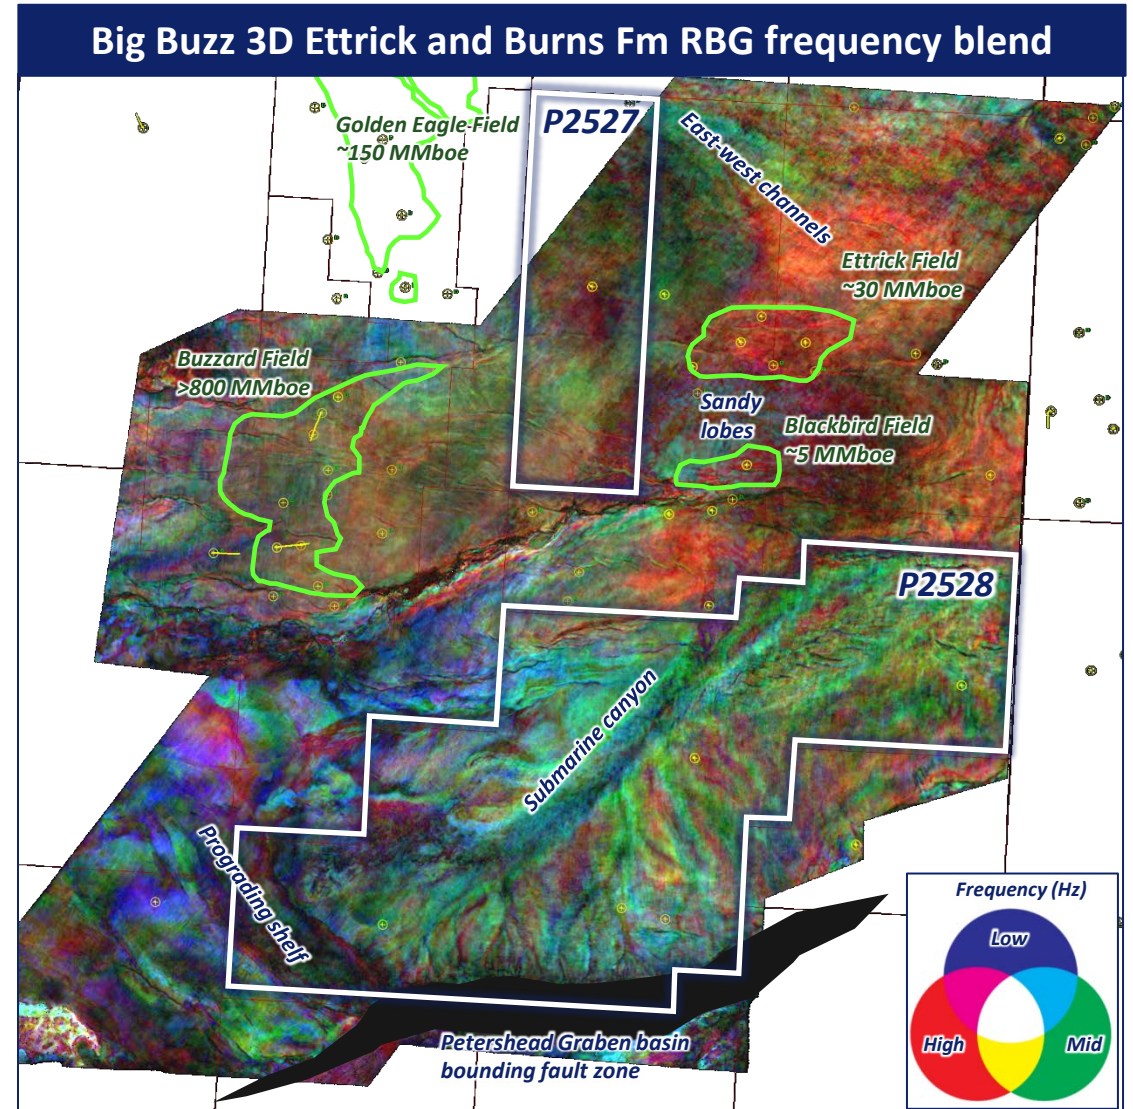 Big Buzz 3D Ettrick and Burns Fm RBG frequency blend
Golden Eagle Field
~150 MMboe
P2527
East-west channels
Ettrick Field
~30 MMboe
Buzzard Field
>800 MMboe
Sandy
lobes
Blackbird Field
~5 MMboe
P2528
Submarine canyon
Prograding shelf
Petershead Graben basin
bounding fault zone
Frequency (Hz)
Low
High
Mid